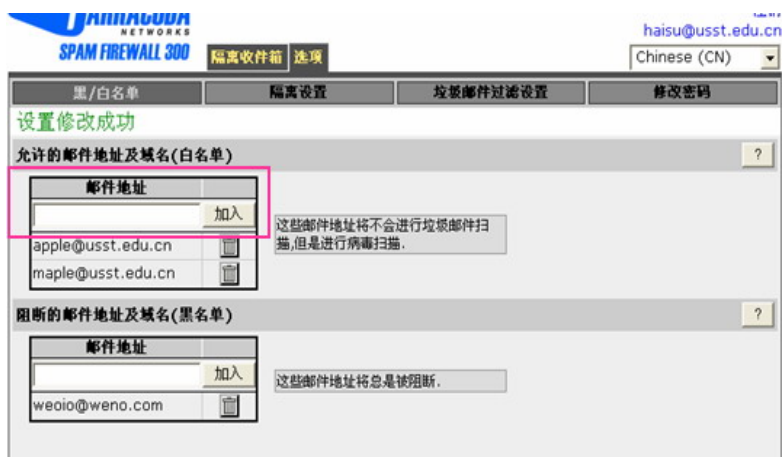 BARRACUDA
NETWORKS
SPAM FIREWALL 300
haisu@usst.edu.cn
隔离收件箱 选项
Chinese (CN)
黑/白名单 隔离设置 垃圾邮件过滤设置 修改密码
设置修改成功
允许的邮件地址及域名(白名单) ?
邮件地址
加入
这些邮件地址将不会进行垃圾邮件扫
描,但是进行病毒扫描.
apple@usst.edu.cn
maple@usst.edu.cn
阻断的邮件地址及域名(黑名单) ?
邮件地址
加入
这些邮件地址将总是被阻断.
weoio@weno.com